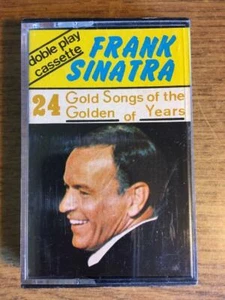 doble play
cassette
FRANK
SINATRA
24 Gold Songs of the
Golden of Years